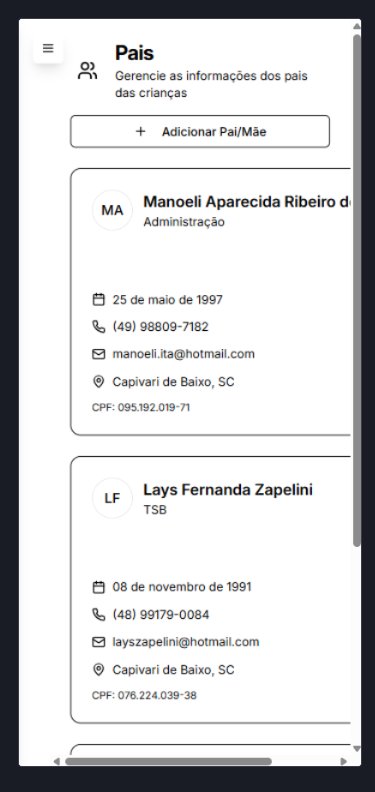 Pais
Gerencie as informações dos pais
das crianças
+ Adicionar Pai/Mãe
MA
Manoeli Aparecida Ribeiro d
Administração
25 de maio de 1997
(49) 98809-7182
manoeli.ita@hotmail.com
Capivari de Baixo, SC
CPF: 095.192.019-71
LF
Lays Fernanda Zapelini
TSB
08 de novembro de 1991
(48) 99179-0084
layszapelini@hotmail.com
Capivari de Baixo, SC
CPF: 076.224.039-38